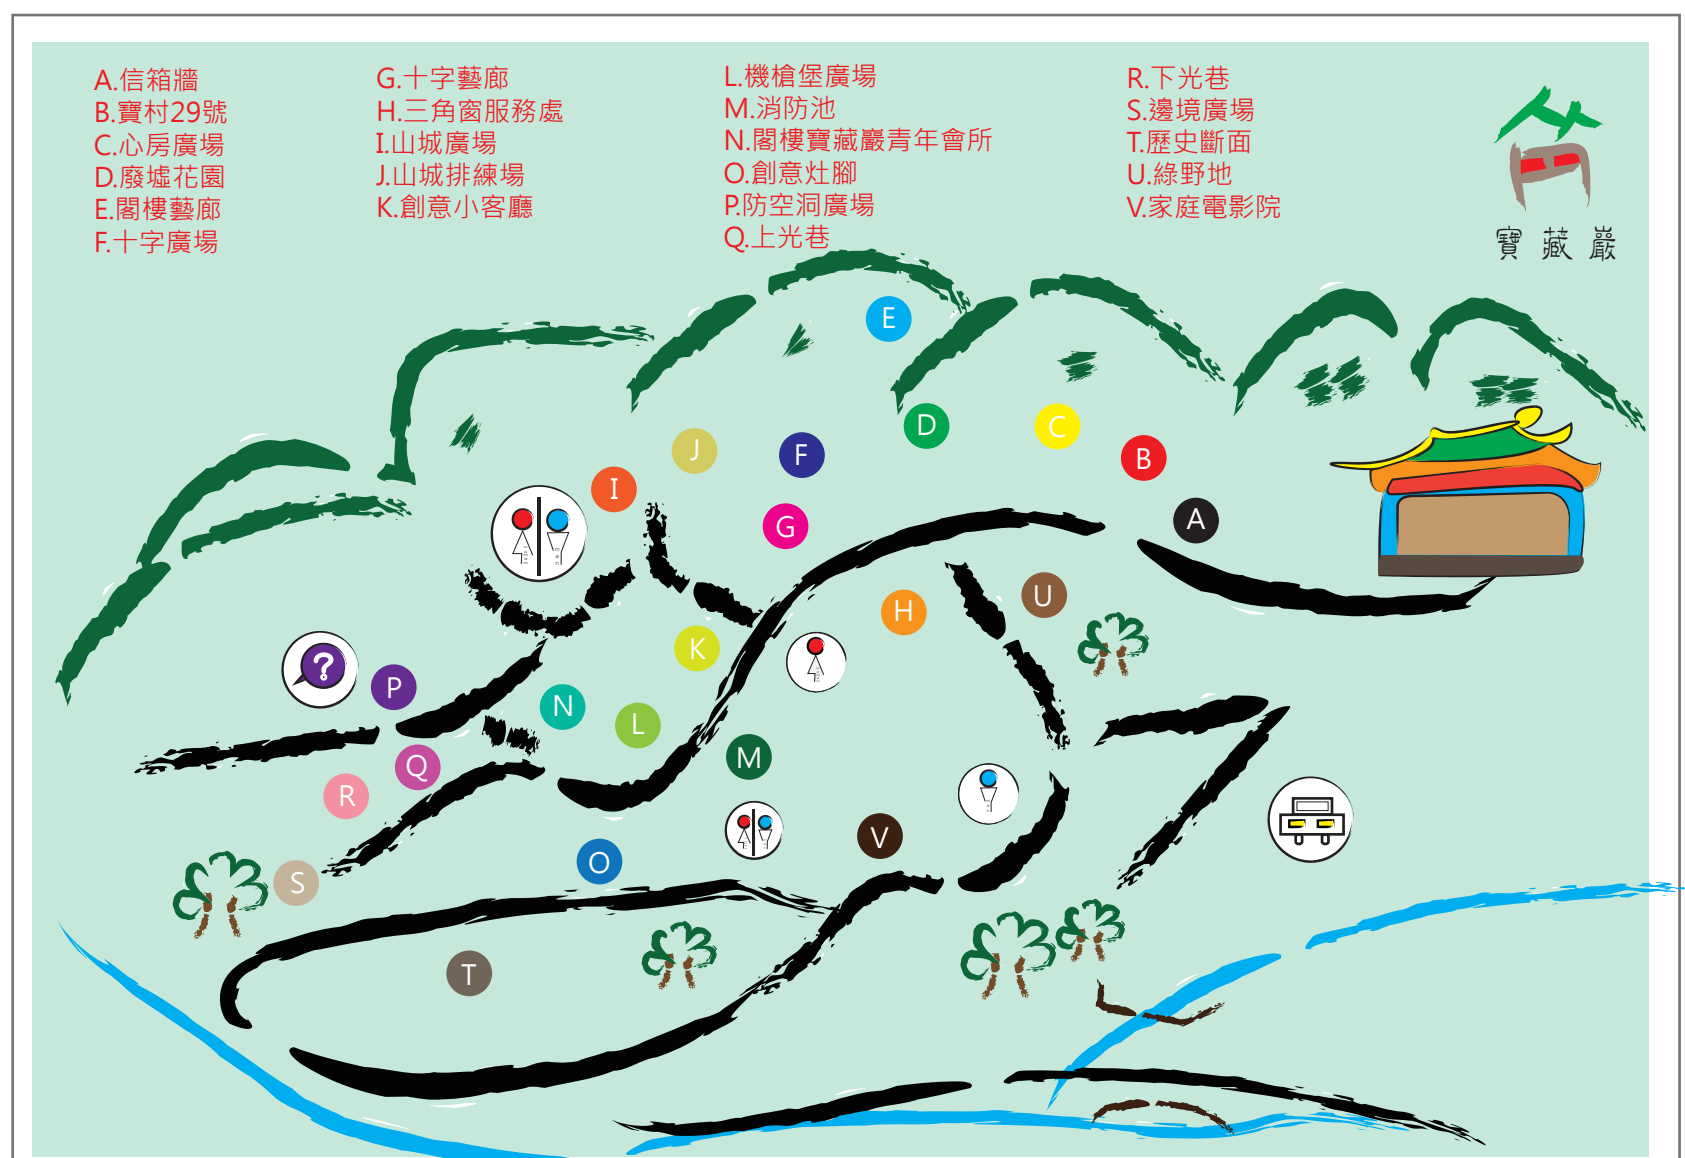 A.信箱牆
B.寶村29號
C.心房廣場
D.廢墟花園
E.閣樓藝廊
F.十字廣場
G.十字藝廊
H.三角窗服務處
I.山城廣場
J.山城排練場
K.創意小客廳
L.機槍堡廣場
M.消防池
N.閣樓寶藏巖青年會所
O.創意灶腳
P.防空洞廣場
Q.上光巷
R.下光巷
S.邊境廣場
T.歷史斷面
U.綠野地
V.家庭電影院
寶藏巖
E
D
C
B
J
F
I
G
A
U
H
K
P
N
L
M
Q
R
V
O
S
T
?